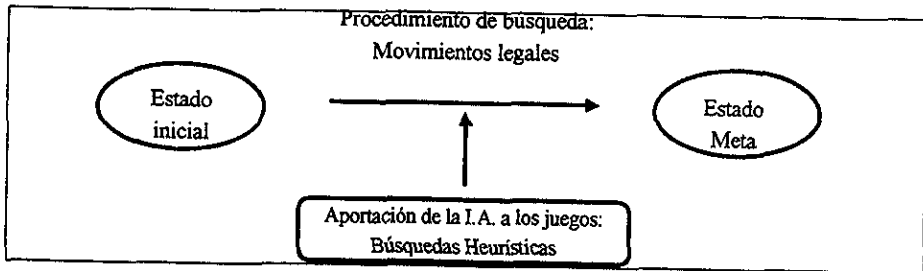 Procedimiento de búsqueda:
Movimientos legales
Estado
inicial
Estado
Meta
Aportación de la I.A. a los juegos:
Búsquedas Heurísticas